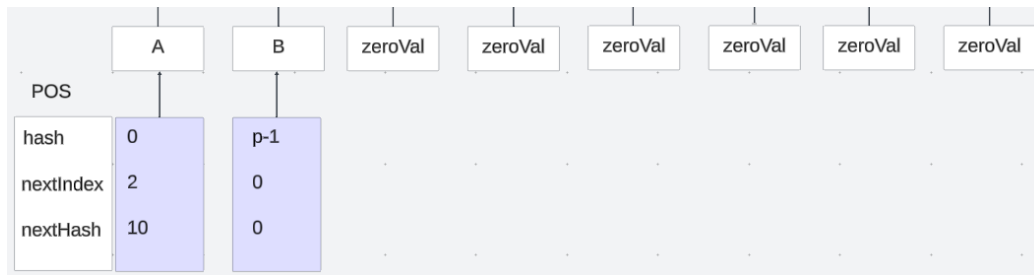 A B zeroVal zeroVal zeroVal zeroVal zeroVal zeroVal
POS
hash 0 p-1
nextIndex 2 0
nextHash 10 0